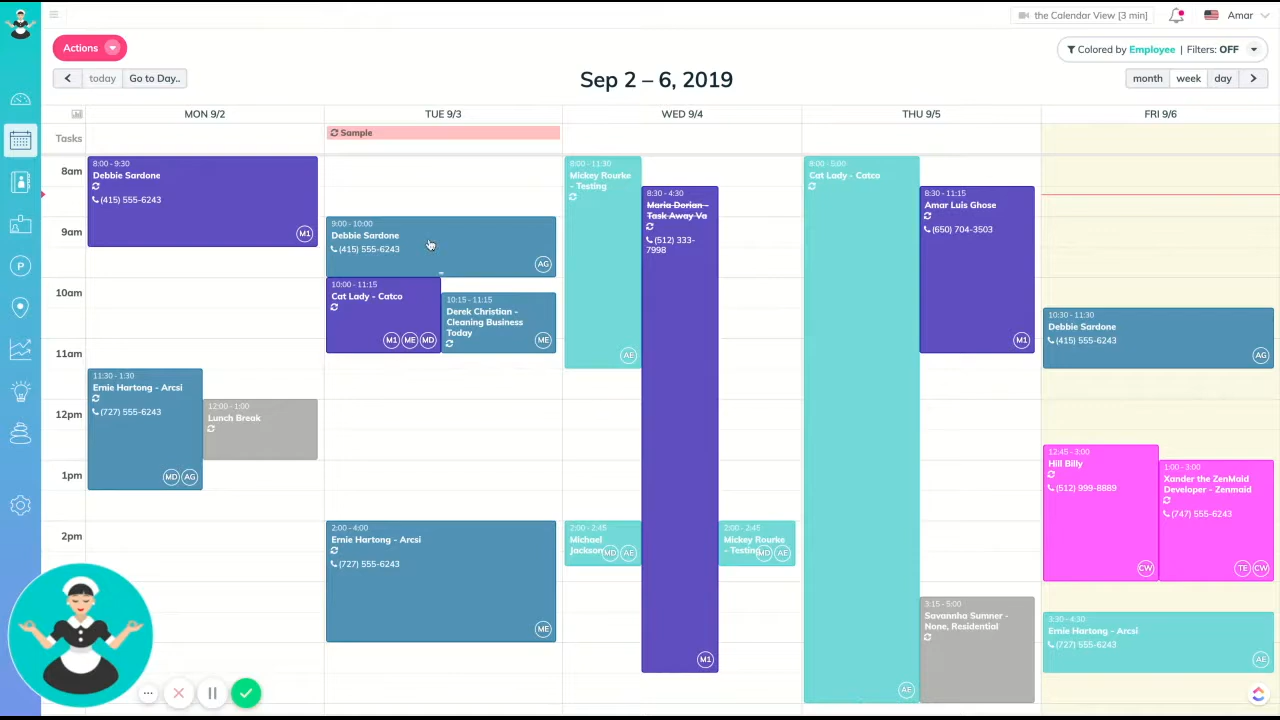 the Calendar View [3 min]
Amar
Actions
Colored by Employee | Filters: OFF
today
Go to Day..
Sep 2 – 6, 2019
month
week
day
MON 9/2
TUE 9/3
WED 9/4
THU 9/5
FRI 9/6
Tasks
Sample
8am
9am
10am
11am
12pm
1pm
2pm
8:00 - 9:30
Debbie Sardone
(415) 555-6243
M1
11:30 - 1:30
Ernie Hartong - Arcsi
(727) 555-6243
MD
AG
12:00 - 1:00
Lunch Break
9:00 - 10:00
Debbie Sardone
(415) 555-6243
AG
10:00 - 11:15
Cat Lady - Catco
M1
ME
MD
10:15 - 11:15
Derek Christian -
Cleaning Business
Today
ME
2:00 - 4:00
Ernie Hartong - Arcsi
(727) 555-6243
ME
8:00 - 11:30
Mickey Rourke
- Testing
AE
8:30 - 4:30
Maria Dorian -
Task Away Va
(512) 333-
7998
M1
2:00 - 2:45
Michael
Jackson
MD
AE
2:00 - 2:45
Mickey Rourke
- Testing
MD
AE
8:00 - 5:00
Cat Lady - Catco
AE
8:30 - 11:15
Amar Luis Ghose
(650) 704-3503
M1
3:15 - 5:00
Savannha Sumner -
None, Residential
10:30 - 11:30
Debbie Sardone
(415) 555-6243
AG
12:45 - 3:00
Hill Billy
(512) 999-8889
CW
1:00 - 3:00
Xander the ZenMaid
Developer - Zenmaid
(747) 555-6243
TE
CW
3:30 - 4:30
Ernie Hartong - Arcsi
(727) 555-6243
AE
P